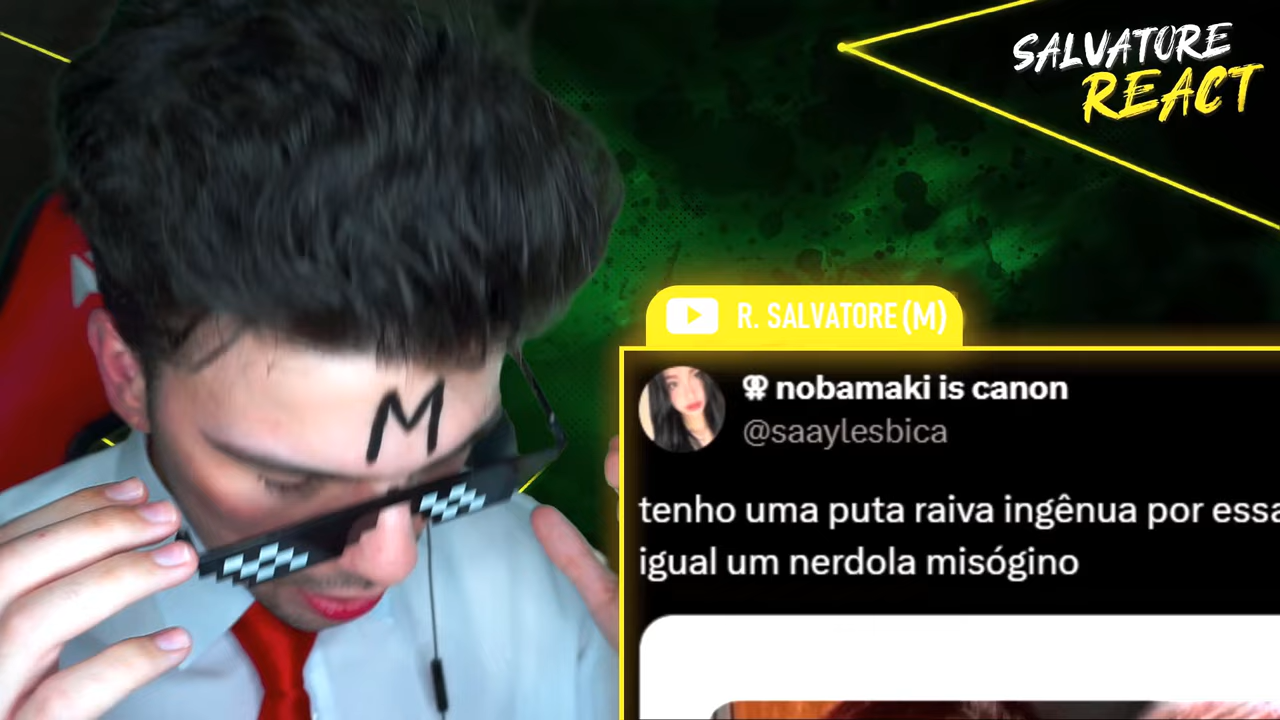 SALVATORE
REACT
R. SALVATORE (M)
M
nobamaki is canon
@saaylesbica
tenho uma puta raiva ingênua por essa
igual um nerdola misógino